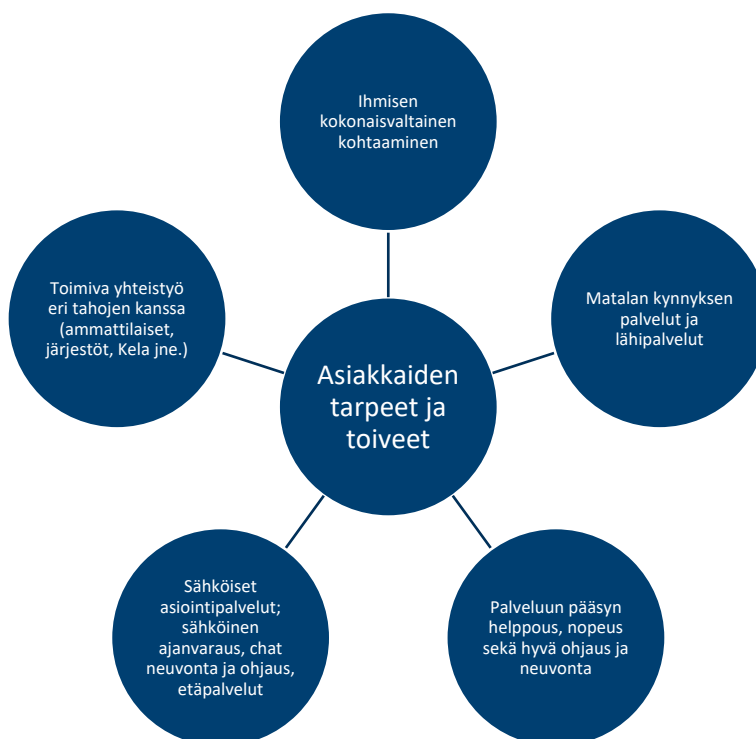 Ihmisen
kokonaisvaltainen
kohtaaminen
Toimiva yhteistyö
eri tahojen kanssa
(ammattilaiset,
järjestöt, Kela jne.)
Matalan kynnyksen
palvelut ja
lähipalvelut
Asiakkaiden
tarpeet ja
toiveet
Sähköiset
asiointipalvelut;
sähköinen
ajanvaraus, chat
neuvonta ja ohjaus,
etäpalvelut
Palveluun pääsyn
helppous, nopeus
sekä hyvä ohjaus ja
neuvonta